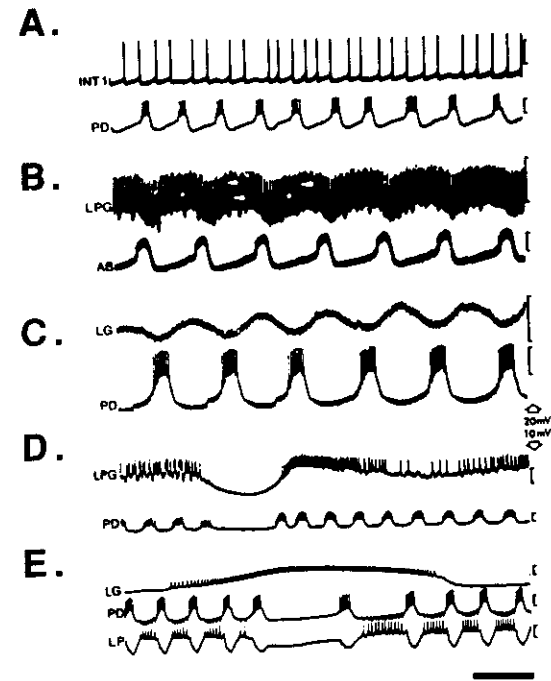 A.
INT 1
PD
B.
LPG
AB
C.
LG
PD
20mV
10mV
D.
LPG
PD
E.
LG
PD
LP